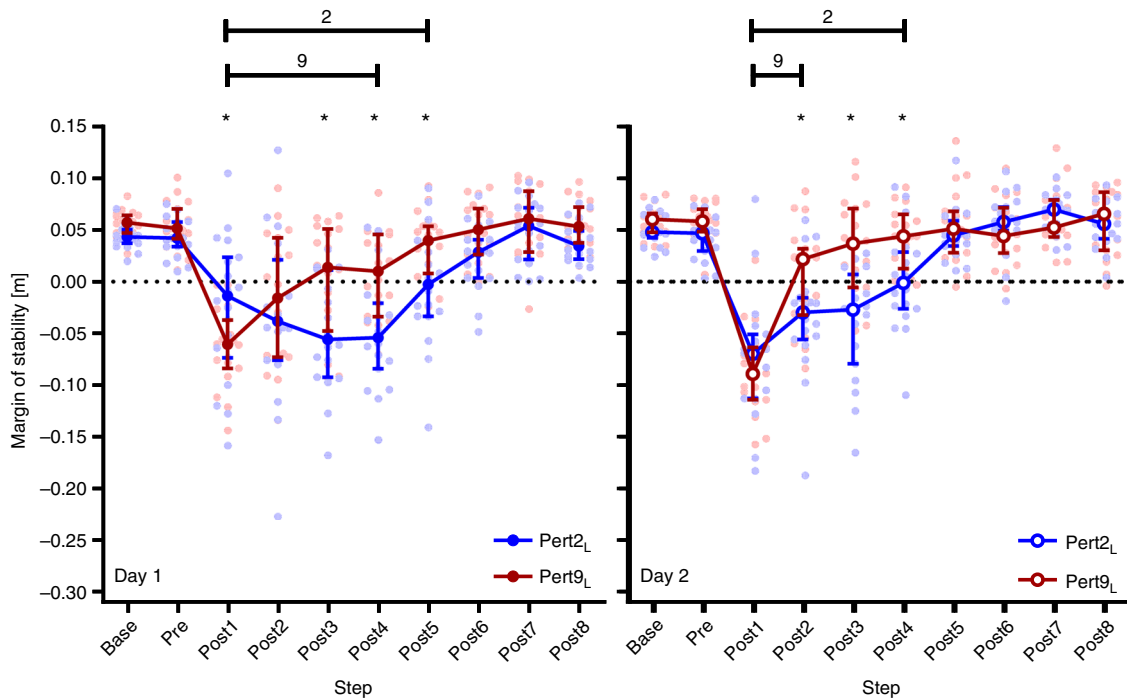 2
9
2
9
* * * *
* * *
Margin of stability [m]
0.15
0.10
0.05
0.00
–0.05
–0.10
–0.15
–0.20
–0.25
–0.30
Day 1
Pert2L
Pert9L
Day 2
Pert2L
Pert9L
Base
Pre
Post1
Post2
Post3
Post4
Post5
Post6
Post7
Post8
Step
Base
Pre
Post1
Post2
Post3
Post4
Post5
Post6
Post7
Post8
Step